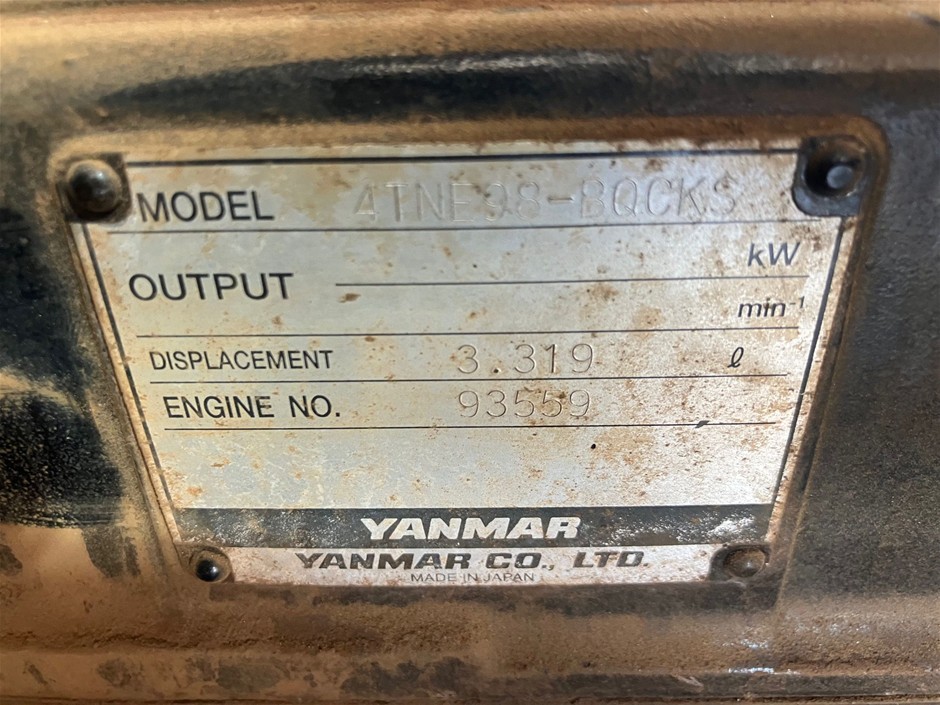 MODEL 4TNE98-BQCKS
OUTPUT kW
min-1
DISPLACEMENT 3.319 ℓ
ENGINE NO. 93559
YANMAR
YANMAR CO., LTD.
MADE IN JAPAN